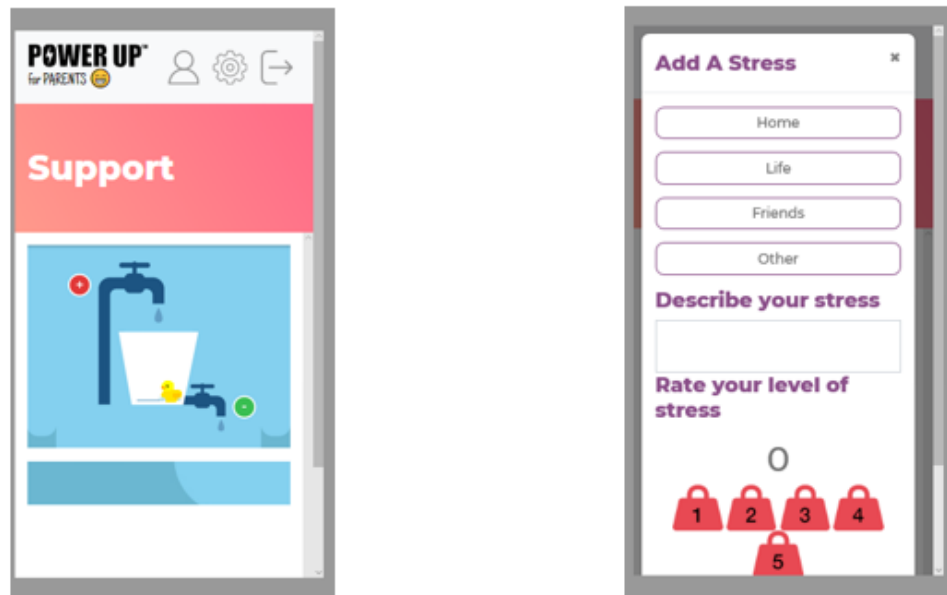 POWER UP™
for PARENTS
Support
+
-
Add A Stress
×
Home
Life
Friends
Other
Describe your stress
Rate your level of
stress
0
1 2 3 4
5